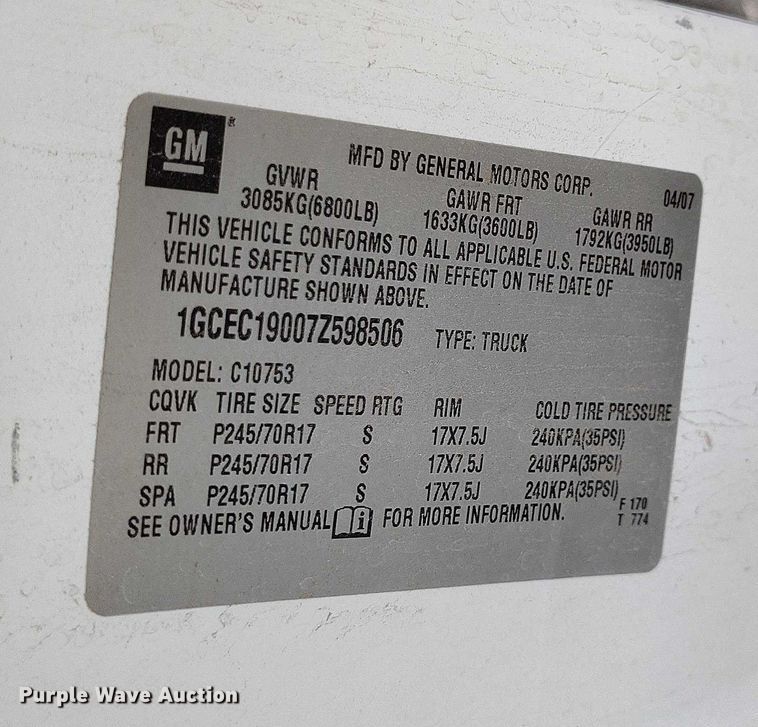 GM®
MFD BY GENERAL MOTORS CORP. 04/07
GVWR GAWR FRT GAWR RR
3085KG(6800LB) 1633KG(3600LB) 1792KG(3950LB)
THIS VEHICLE CONFORMS TO ALL APPLICABLE U.S. FEDERAL MOTOR
VEHICLE SAFETY STANDARDS IN EFFECT ON THE DATE OF
MANUFACTURE SHOWN ABOVE.
1GCEC19007Z598506 TYPE: TRUCK
MODEL: C10753
CQVK TIRE SIZE SPEED RTG RIM COLD TIRE PRESSURE
FRT P245/70R17 S 17X7.5J 240KPA(35PSI)
RR P245/70R17 S 17X7.5J 240KPA(35PSI)
SPA P245/70R17 S 17X7.5J 240KPA(35PSI)
SEE OWNER'S MANUAL i FOR MORE INFORMATION.
F 170
T 774
Purple Wave Auction